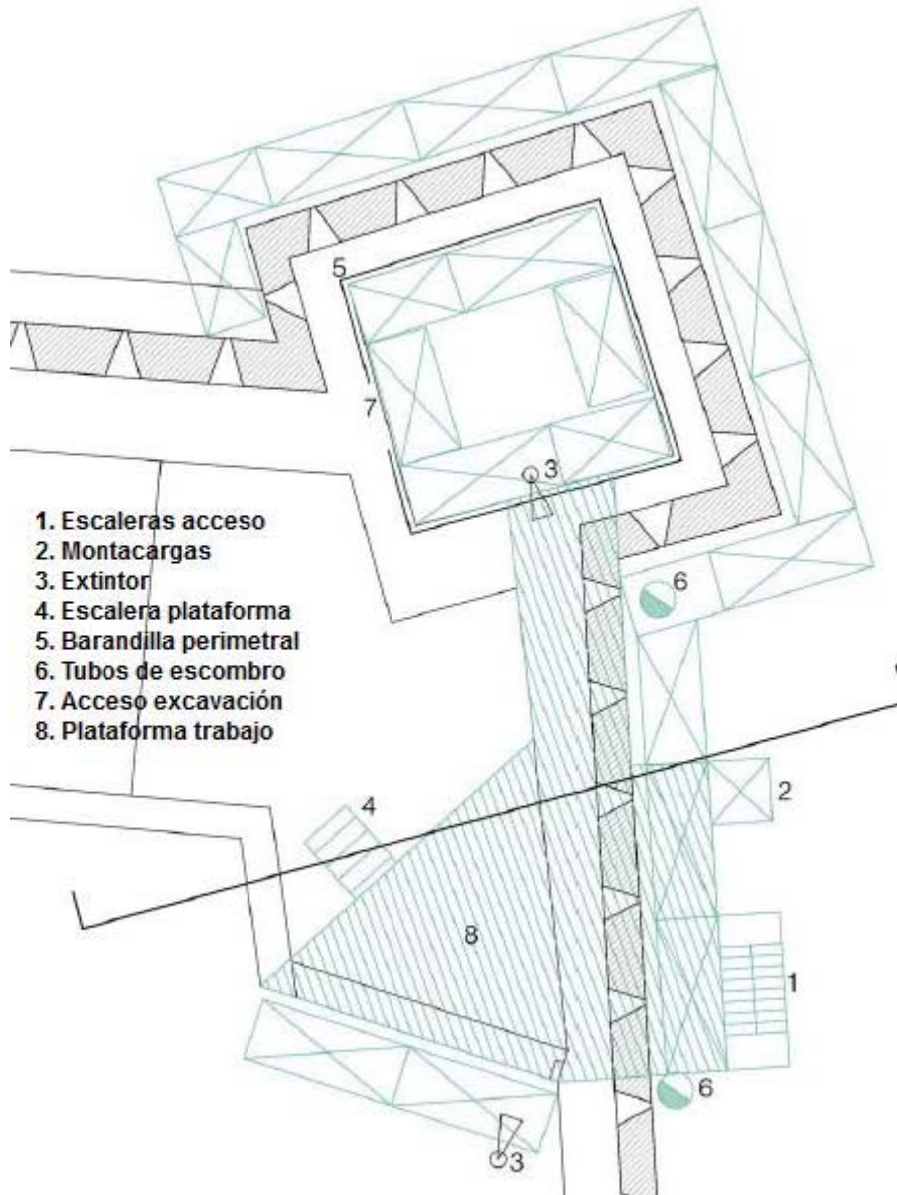 5
7
3
1. Escaleras acceso
2. Montacargas
3. Extintor
4. Escalera plataforma
5. Barandilla perimetral
6. Tubos de escombro
7. Acceso excavación
8. Plataforma trabajo
6
2
4
8
1
6
3